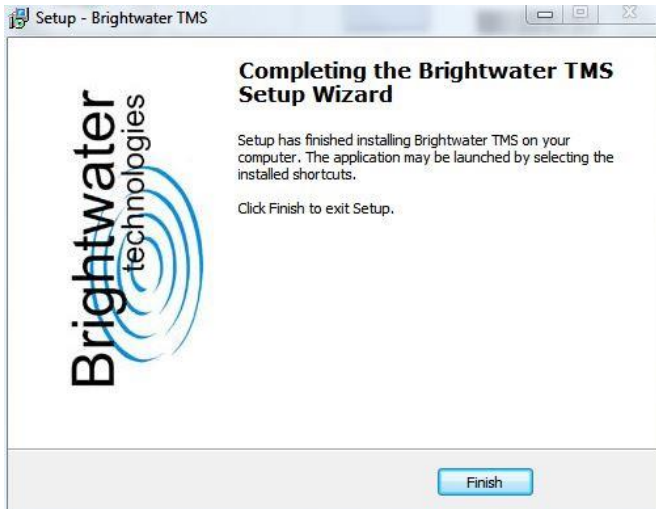 Setup - Brightwater TMS
Brightwater
technologies
Completing the Brightwater TMS
Setup Wizard
Setup has finished installing Brightwater TMS on your
computer. The application may be launched by selecting the
installed shortcuts.
Click Finish to exit Setup.
Finish